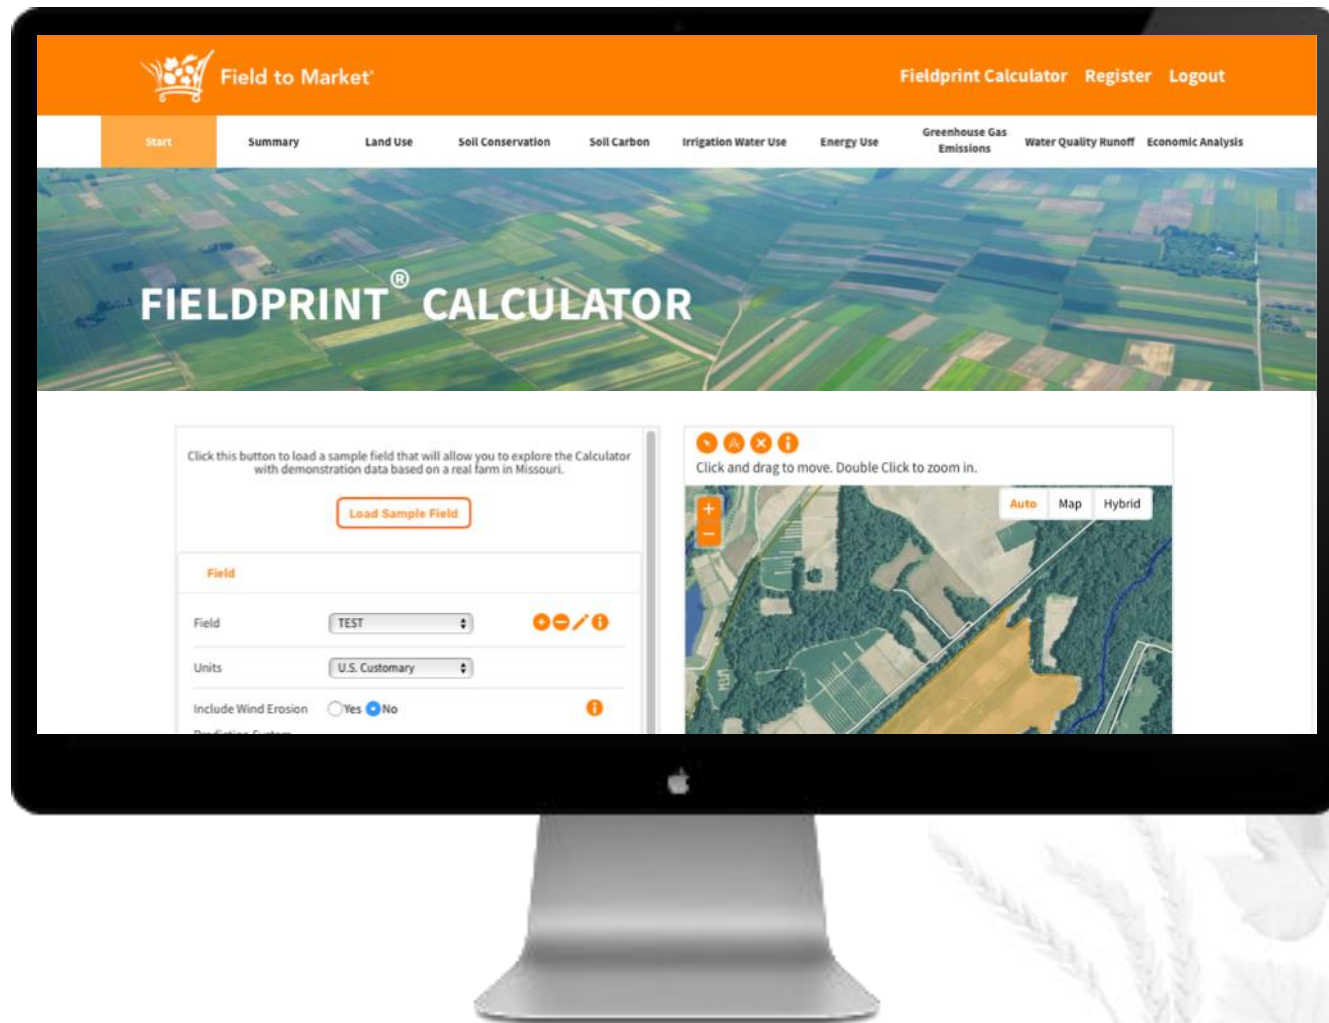 Field to Market®
Fieldprint Calculator Register Logout
Start Summary Land Use Soil Conservation Soil Carbon Irrigation Water Use Energy Use Greenhouse Gas Emissions Water Quality Runoff Economic Analysis
FIELDPRINT® CALCULATOR
Click this button to load a sample field that will allow you to explore the Calculator
with demonstration data based on a real farm in Missouri.
Load Sample Field
Field
Field TEST
Units U.S. Customary
Include Wind Erosion Yes No
Prediction System
Click and drag to move. Double Click to zoom in.
Auto Map Hybrid